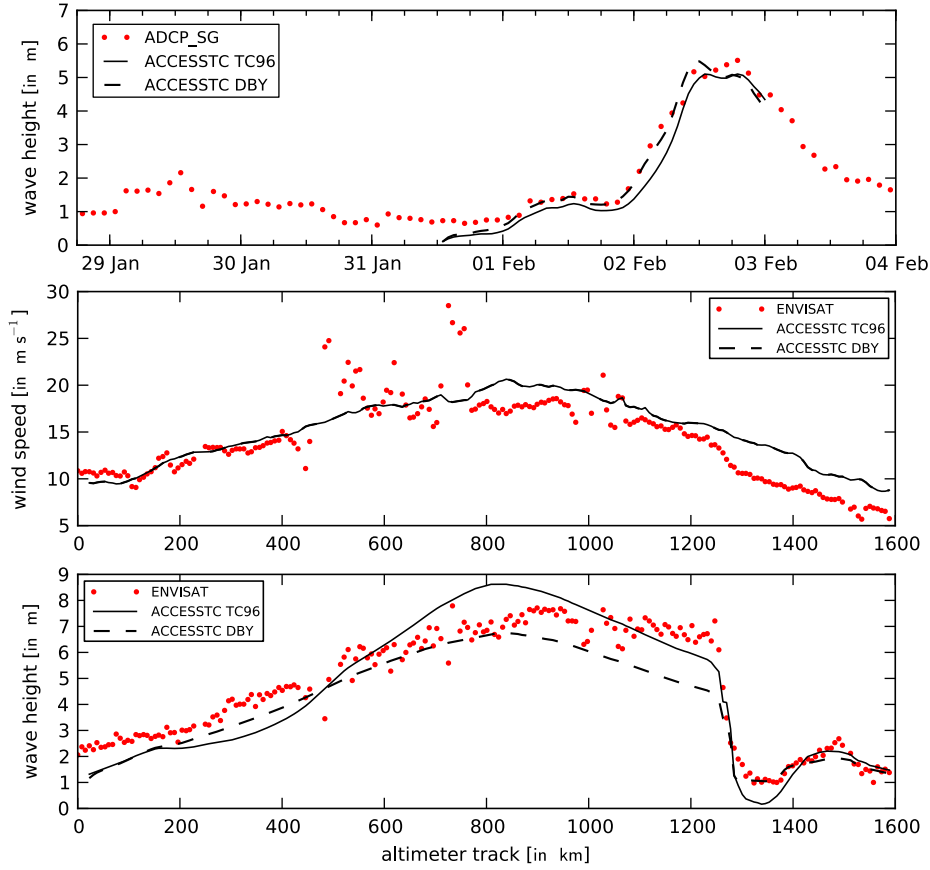 7
6
5
4
3
2
1
0
wave height [in m]
ADCP_SG
ACCESSTC TC96
ACCESSTC DBY
29 Jan 30 Jan 31 Jan 01 Feb 02 Feb 03 Feb 04 Feb
30
25
20
15
10
5
wind speed [in m s⁻¹]
ENVISAT
ACCESSTC TC96
ACCESSTC DBY
0 200 400 600 800 1000 1200 1400 1600
9
8
7
6
5
4
3
2
1
0
wave height [in m]
ENVISAT
ACCESSTC TC96
ACCESSTC DBY
0 200 400 600 800 1000 1200 1400 1600
altimeter track [in km]